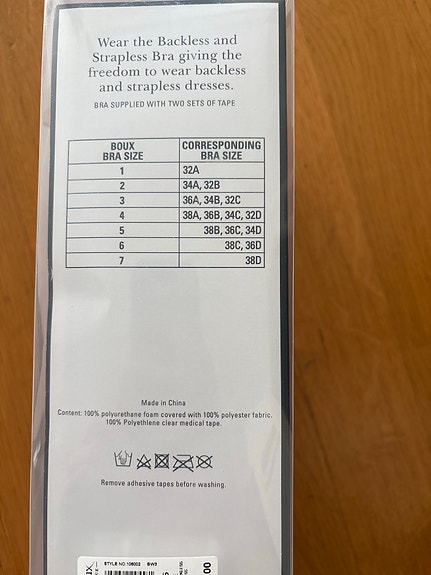 Wear the Backless and
Strapless Bra giving the
freedom to wear backless
and strapless dresses.
BRA SUPPLIED WITH TWO SETS OF TAPE
BOUX BRA SIZE CORRESPONDING BRA SIZE
1 32A
2 34A, 32B
3 36A, 34B, 32C
4 38A, 36B, 34C, 32D
5 38B, 36C, 34D
6 38C, 36D
7 38D
Made in China
Content: 100% polyurethane foam covered with 100% polyester fabric.
100% Polyethlene clear medical tape.
Remove adhesive tapes before washing.
STYLE NO:106002 BW3
.00